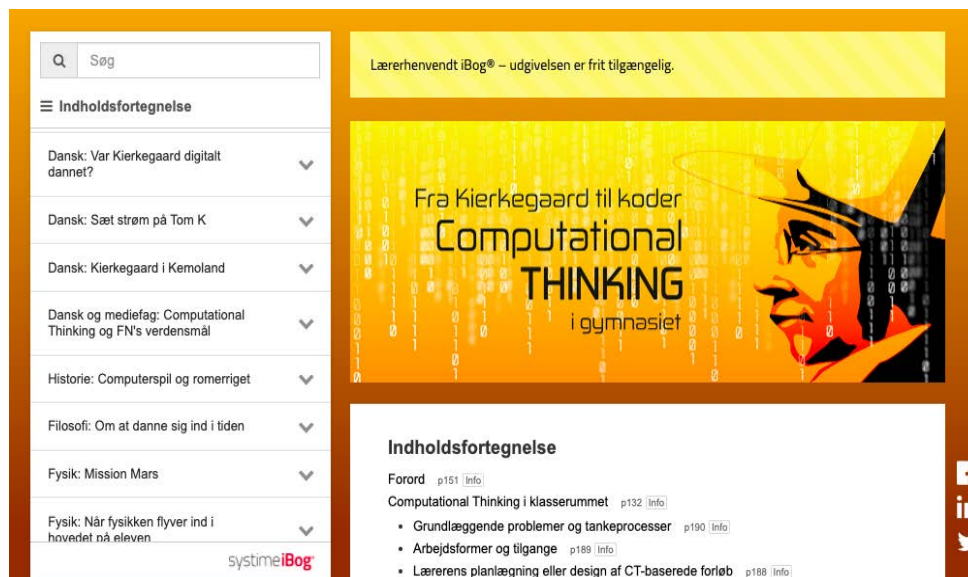 Søg
Indholdsfortegnelse
Dansk: Var Kierkegaard digitalt
dannet?
Dansk: Sæt strøm på Tom K
Dansk: Kierkegaard i Kemoland
Dansk og mediefag: Computational
Thinking og FN's verdensmål
Historie: Computerspil og romerriget
Filosofi: Om at danne sig ind i tiden
Fysik: Mission Mars
Fysik: Når fysikken flyver ind i
hovedet på eleven
systimeiBog®
Lærerhenvendt iBog® – udgivelsen er frit tilgængelig.
Fra Kierkegaard til koder
Computational
THINKING
i gymnasiet
Indholdsfortegnelse
Forord p151 Info
Computational Thinking i klasserummet p132 Info
• Grundlæggende problemer og tankeprocesser p190 Info
• Arbejdsformer og tilgange p189 Info
• Lærerens planlægning eller design af CT-baserede forløb p188 Info